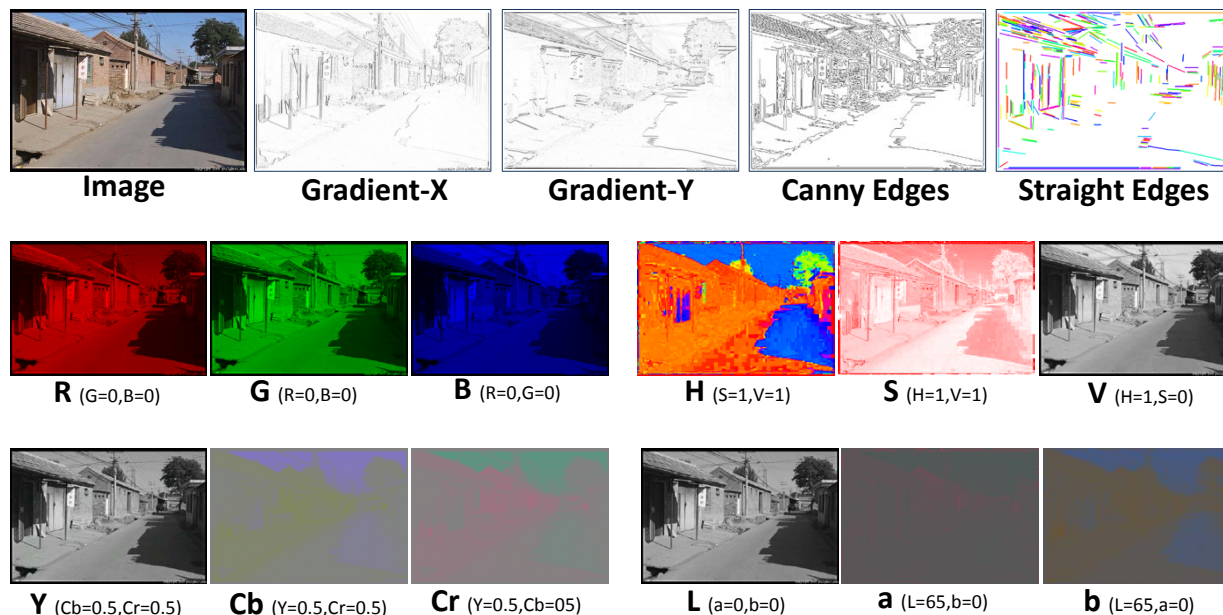 Image
Gradient-X
Gradient-Y
Canny Edges
Straight Edges
R (G=0,B=0)
G (R=0,B=0)
B (R=0,G=0)
H (S=1,V=1)
S (H=1,V=1)
V (H=1,S=0)
Y (Cb=0.5,Cr=0.5)
Cb (Y=0.5,Cr=0.5)
Cr (Y=0.5,Cb=05)
L (a=0,b=0)
a (L=65,b=0)
b (L=65,a=0)